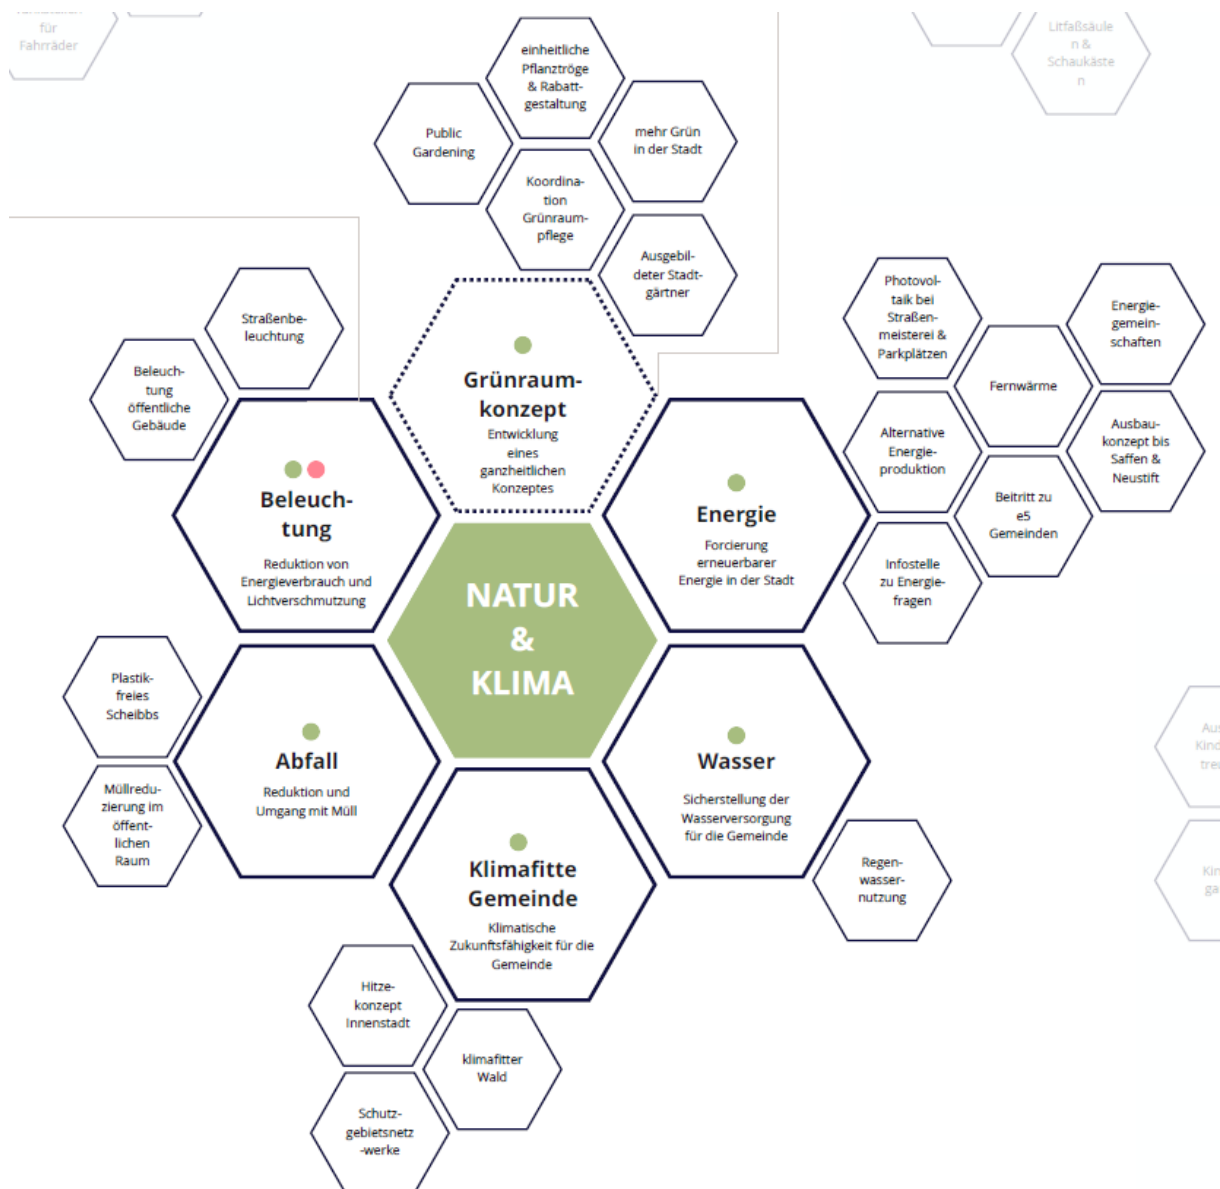 für
Fahrräder
Litfaßsäule
n &
Schaukäste
n
einheitliche
Pflanztröge
& Rabatt-
gestaltung
Public
Gardening
mehr Grün
in der Stadt
Koordina-
tion
Grünraum-
pflege
Ausgebil-
deter Stadt-
gärtner
Straßenbe-
leuchtung
Beleuch-
tung
öffentliche
Gebäude
Grünraum-
konzept
Entwicklung
eines
ganzheitlichen
Konzeptes
Photovol-
taik bei
Straßen-
meisterei &
Parkplätzen
Energie-
gemein-
schaften
Fernwärme
Alternative
Energie-
produktion
Ausbau-
konzept bis
Saffen &
Neustift
Beitritt zu
e5
Gemeinden
Infostelle
zu Energie-
fragen
Beleuch-
tung
Reduktion von
Energieverbrauch und
Lichtverschmutzung
Energie
Forcierung
erneuerbarer
Energie in der Stadt
NATUR
&
KLIMA
Plastik-
freies
Scheibbs
Müllredu-
zierung im
öffent-
lichen
Raum
Abfall
Reduktion und
Umgang mit Müll
Wasser
Sicherstellung der
Wasserversorgung
für die Gemeinde
Regen-
wasser-
nutzung
Klimafitte
Gemeinde
Klimatische
Zukunftsfähigkeit für die
Gemeinde
Hitze-
konzept
Innenstadt
klimafitter
Wald
Schutz-
gebietsnetz
-werke